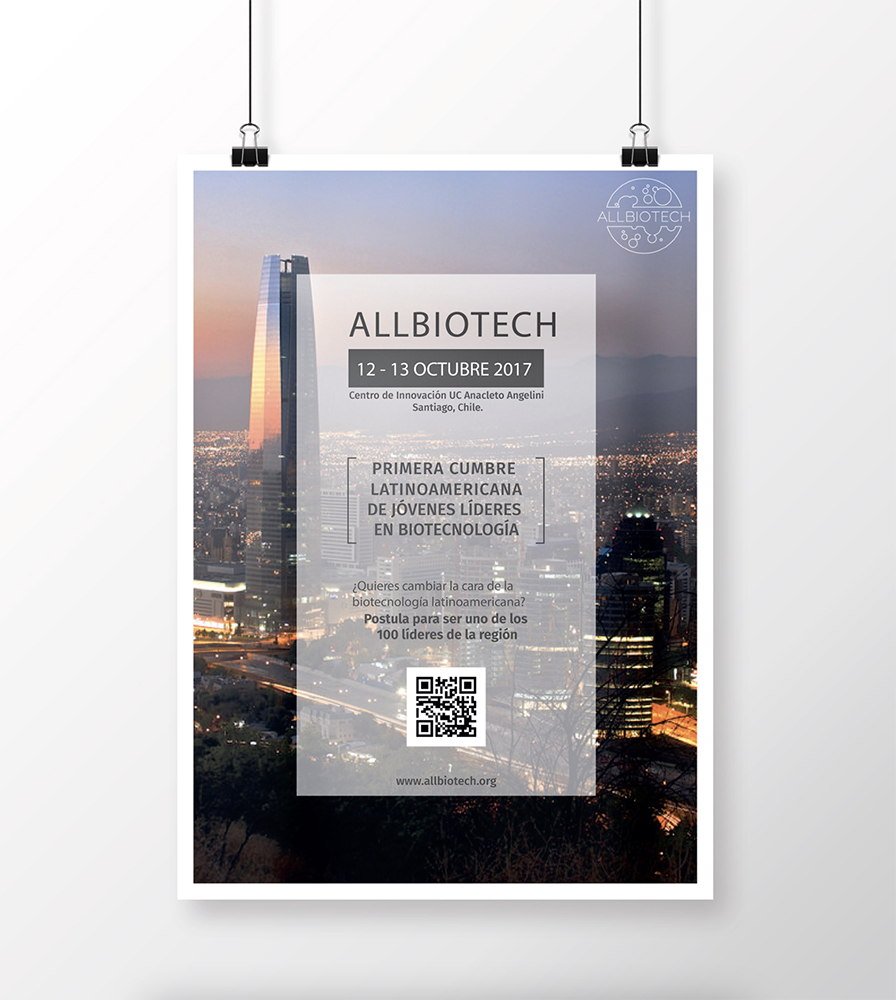 ALLBIOTECH
ALLBIOTECH
12 - 13 OCTUBRE 2017
Centro de Innovación UC Anacleto Angelini
Santiago, Chile.
PRIMERA CUMBRE
LATINOAMERICANA
DE JÓVENES LÍDERES
EN BIOTECNOLOGÍA
¿Quieres cambiar la cara de la
biotecnología latinoamericana?
Postula para ser uno de los
100 líderes de la región
www.allbiotech.org